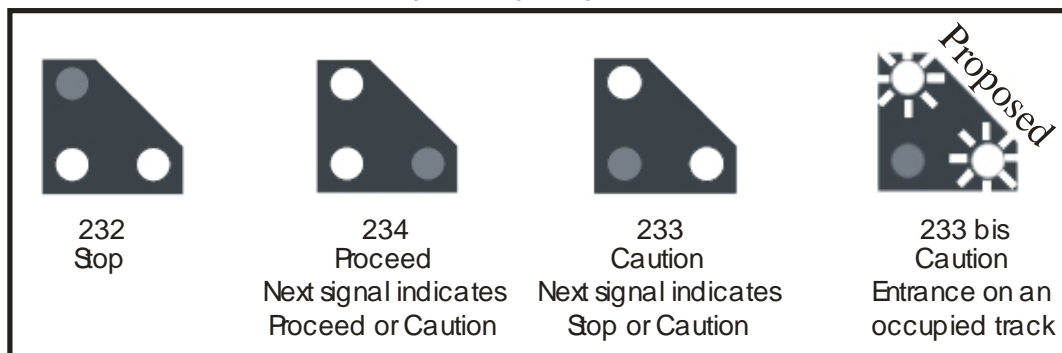 Proposed
232
Stop
234
Proceed
Next signal indicates
Proceed or Caution
233
Caution
Next signal indicates
Stop or Caution
233 bis
Caution
Entrance on an
occupied track